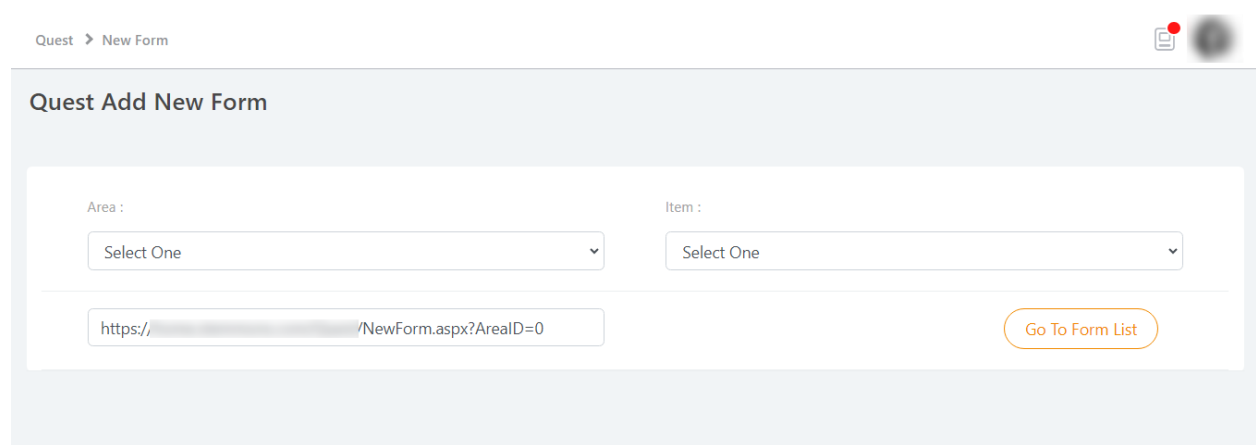 Quest > New Form
Quest Add New Form
Area :
Item :
Select One
Select One
https:// /NewForm.aspx?AreaID=0
Go To Form List